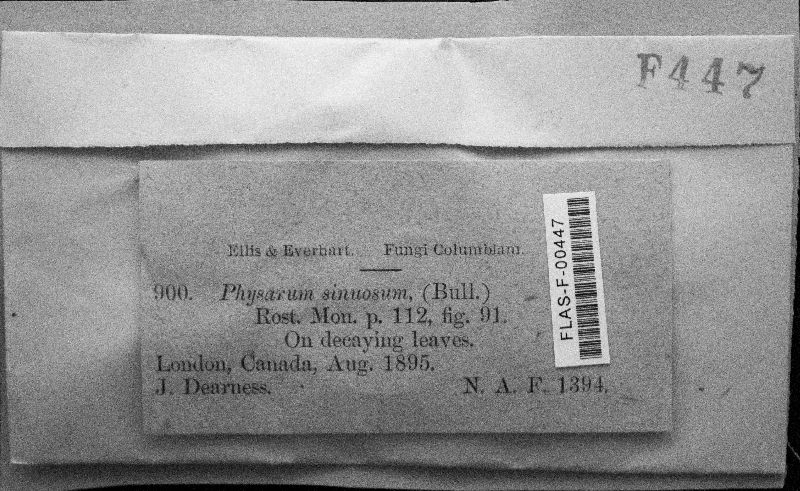 F447
Ellis & Everhart. Fungi Columbiani.
900. Physarum sinuosum, (Bull.)
Rost. Mon. p. 112, fig. 91.
On decaying leaves.
London, Canada, Aug. 1895.
J. Dearness. N. A. F. 1394.
FLAS-F-00447